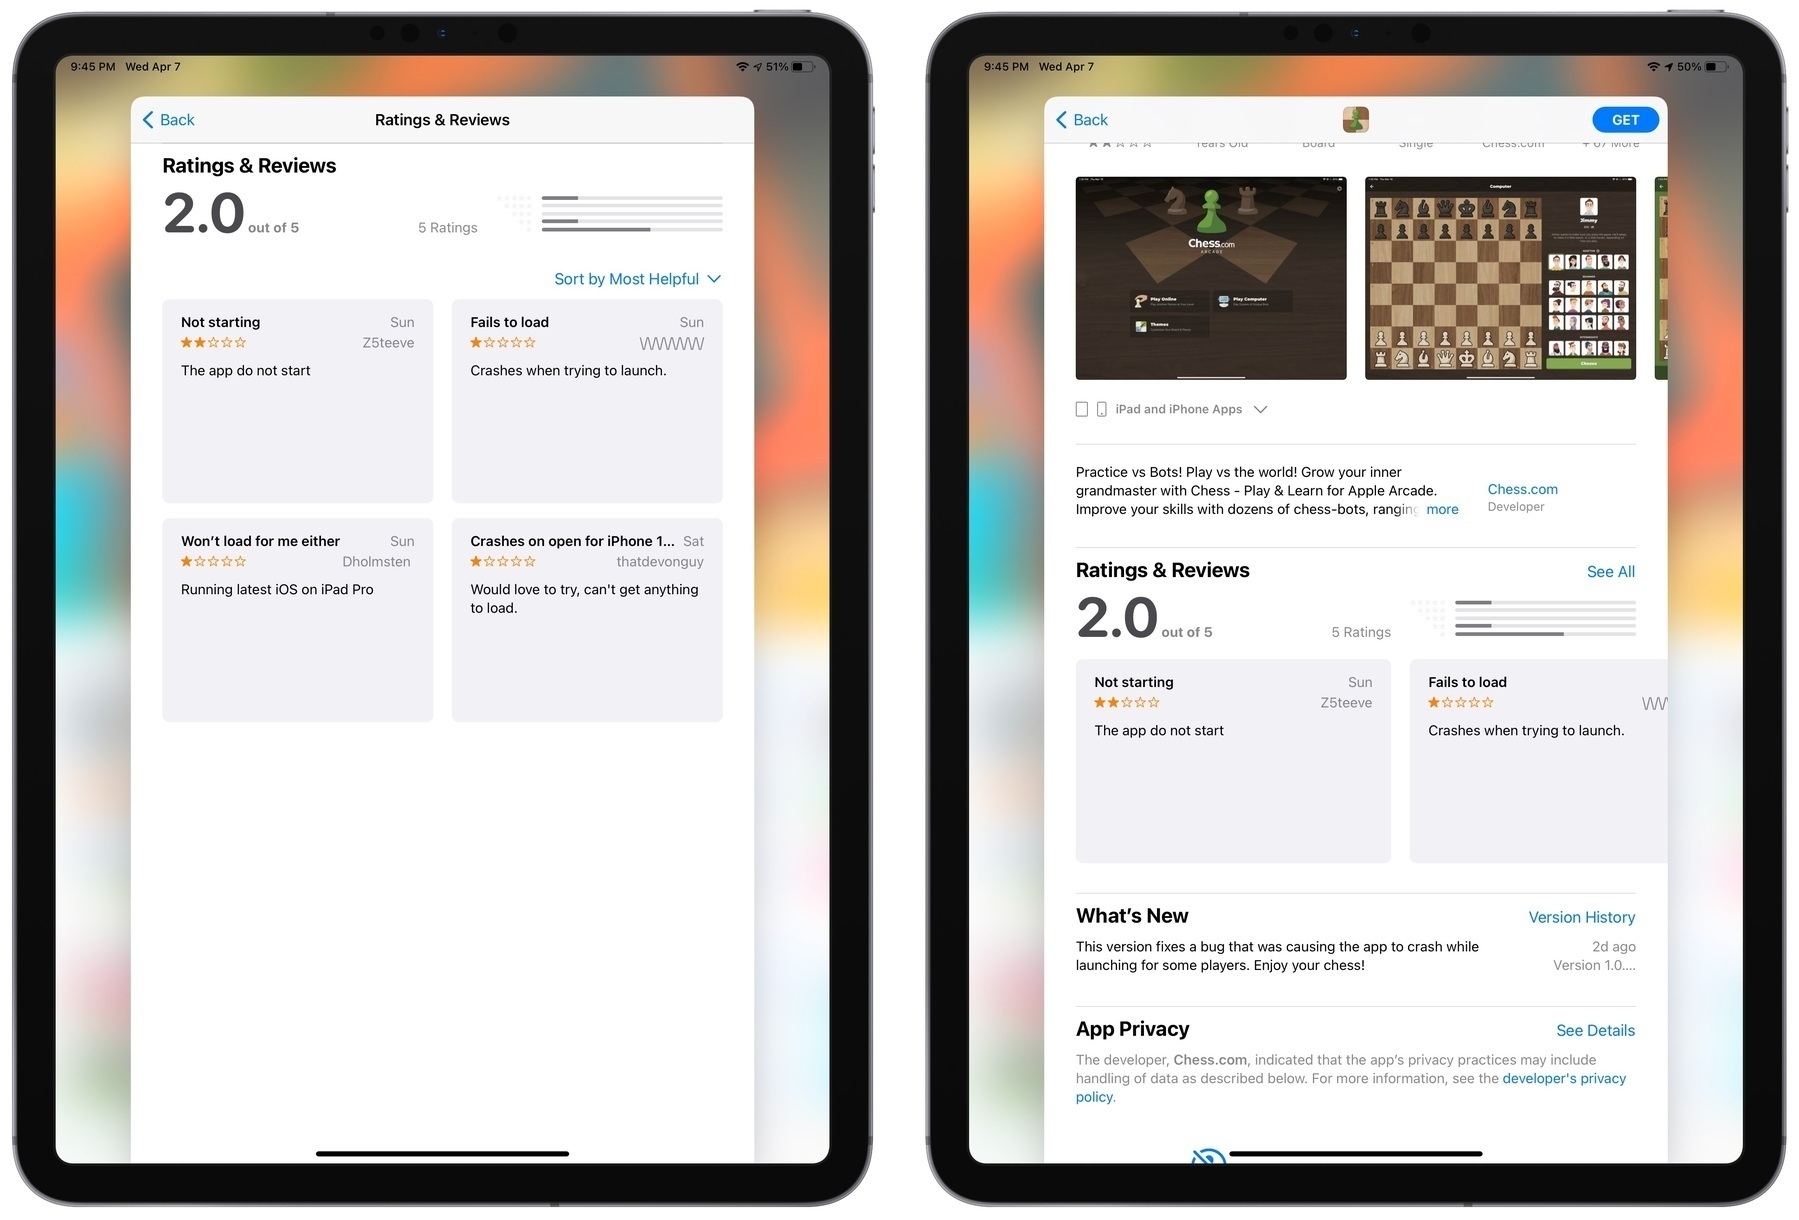 9:45 PM Wed Apr 7
51%
Back
Ratings & Reviews
Ratings & Reviews
2.0 out of 5
5 Ratings
Sort by Most Helpful
Not starting Sun
Z5teeve
The app do not start
Fails to load Sun
Crashes when trying to launch.
Won't load for me either Sun
Dholmsten
Running latest iOS on iPad Pro
Crashes on open for iPhone 1... Sat
thatdevonguy
Would love to try, can't get anything
to load.
9:45 PM Wed Apr 7
50%
Back
GET
Years Old Board Single Chess.com + 67 More
Chess.com
ARCADE
Play Online
Play Computer
Themes
Computer
Jimmy
Choose
iPad and iPhone Apps
Practice vs Bots! Play vs the world! Grow your inner
grandmaster with Chess - Play & Learn for Apple Arcade.
Improve your skills with dozens of chess-bots, ranging more
Chess.com
Developer
Ratings & Reviews
See All
2.0 out of 5
5 Ratings
Not starting Sun
Z5teeve
The app do not start
Fails to load
Crashes when trying to launch.
What's New
Version History
This version fixes a bug that was causing the app to crash while
launching for some players. Enjoy your chess!
2d ago
Version 1.0....
App Privacy
See Details
The developer, Chess.com, indicated that the app's privacy practices may include
handling of data as described below. For more information, see the developer's privacy
policy.